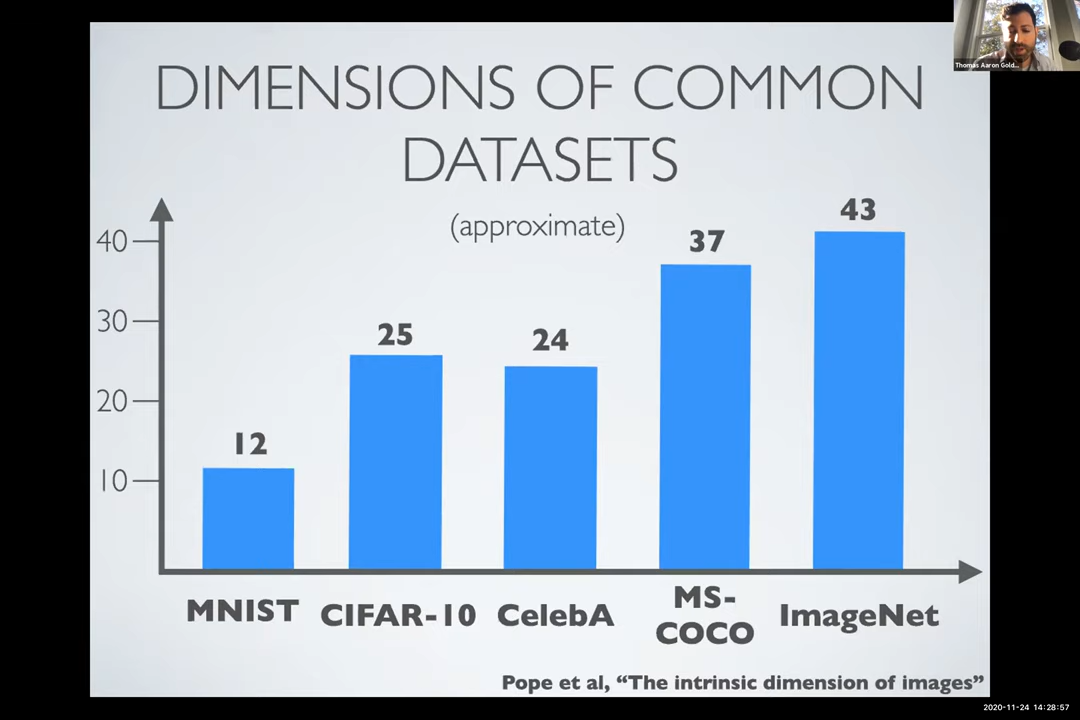 Thomas Aaron Gold...
DIMENSIONS OF COMMON
DATASETS
(approximate)
40
30
20
10
12
25
24
37
43
MNIST
CIFAR-10
CelebA
MS-
COCO
ImageNet
Pope et al, “The intrinsic dimension of images”
2020-11-24 14:28:57